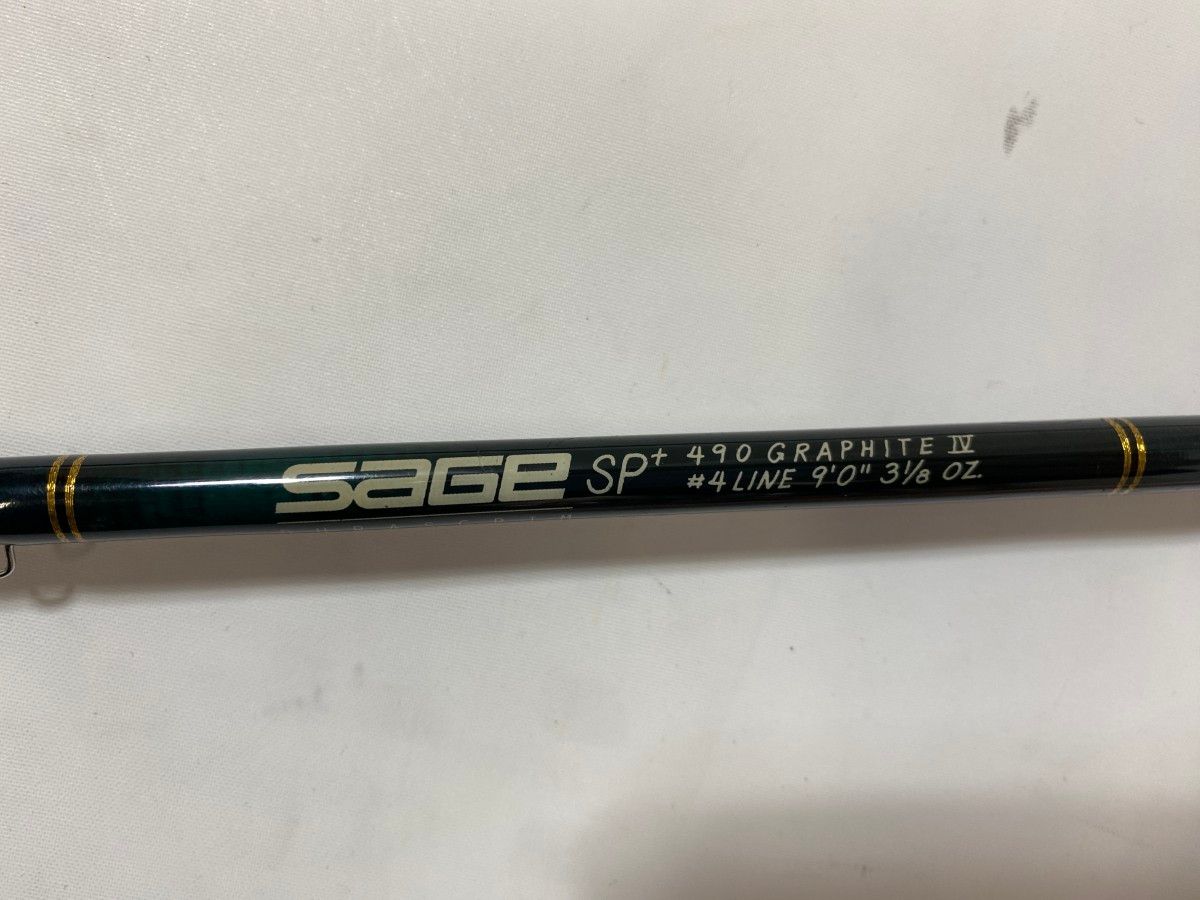 SAGE SP+ 490 GRAPHITE IV
#4 LINE 9'0" 3 1/8 OZ.